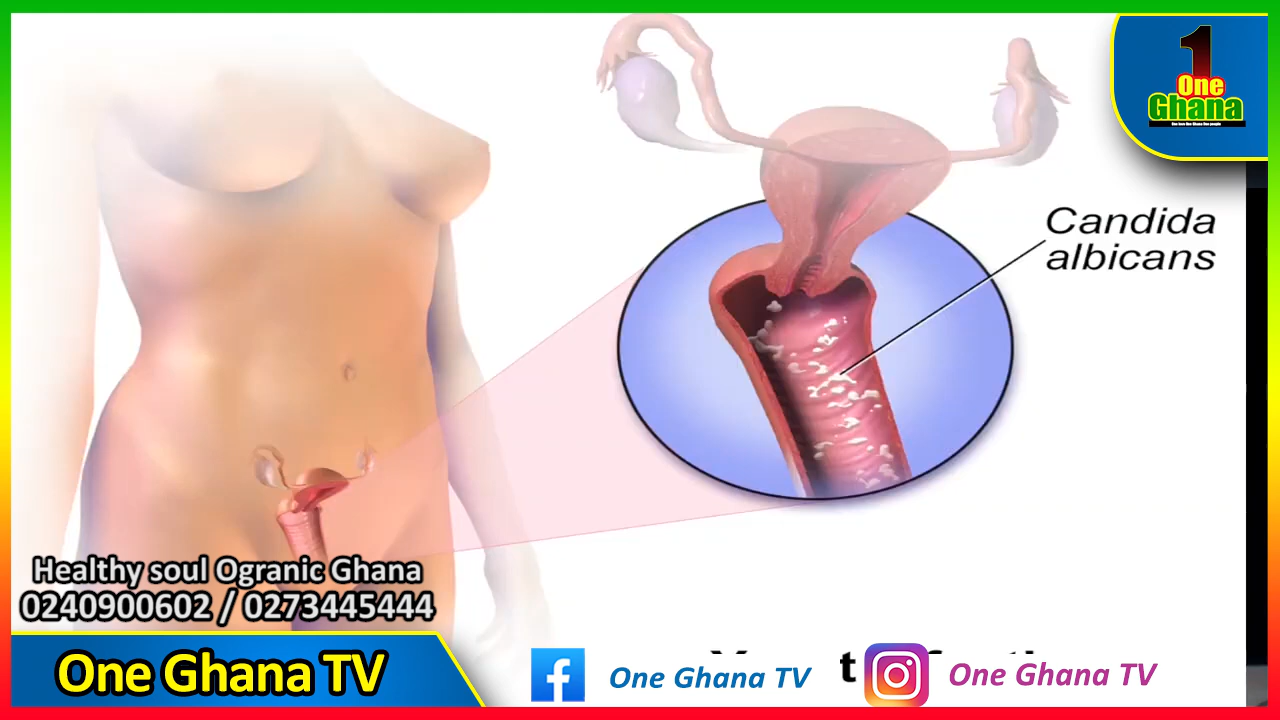 1
One
Ghana
Candida
albicans
Healthy soul Ogranic Ghana
0240900602 / 0273445444
One Ghana TV
One Ghana TV
One Ghana TV